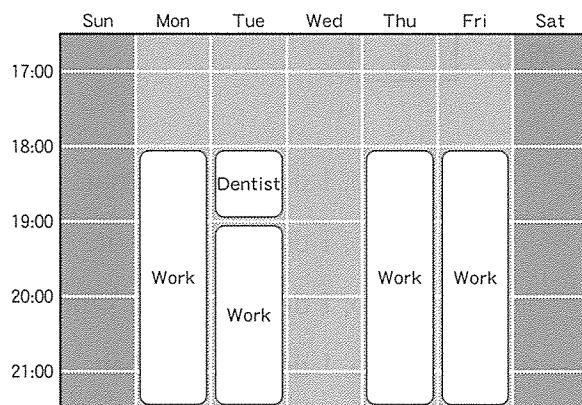 Sun Mon Tue Wed Thu Fri Sat
17:00
18:00
Dentist
19:00
Work Work Work
20:00
Work
21:00